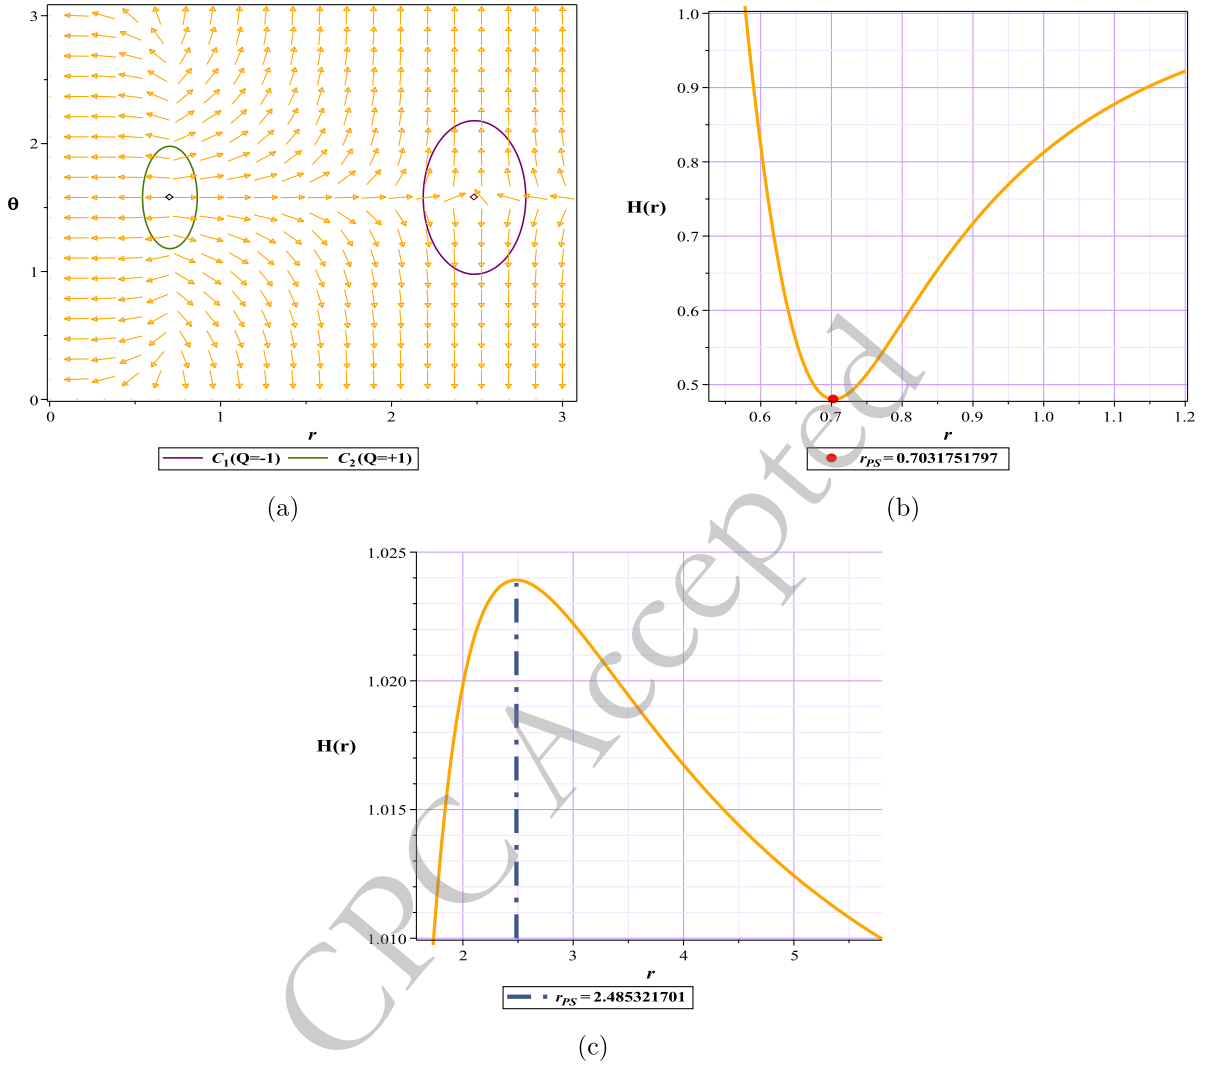 3
2
θ
1
0
0 1 2 3
r
C1(Q=-1) C2(Q=+1)
(a)
1.0
0.9
0.8
H(r)
0.7
0.6
0.5
0.6 0.7 0.8 0.9 1.0 1.1 1.2
r
rPS=0.7031751797
(b)
1.025
1.020
H(r)
1.015
1.010
2 3 4 5
r
rPS=2.485321701
(c)
CPC Accepted